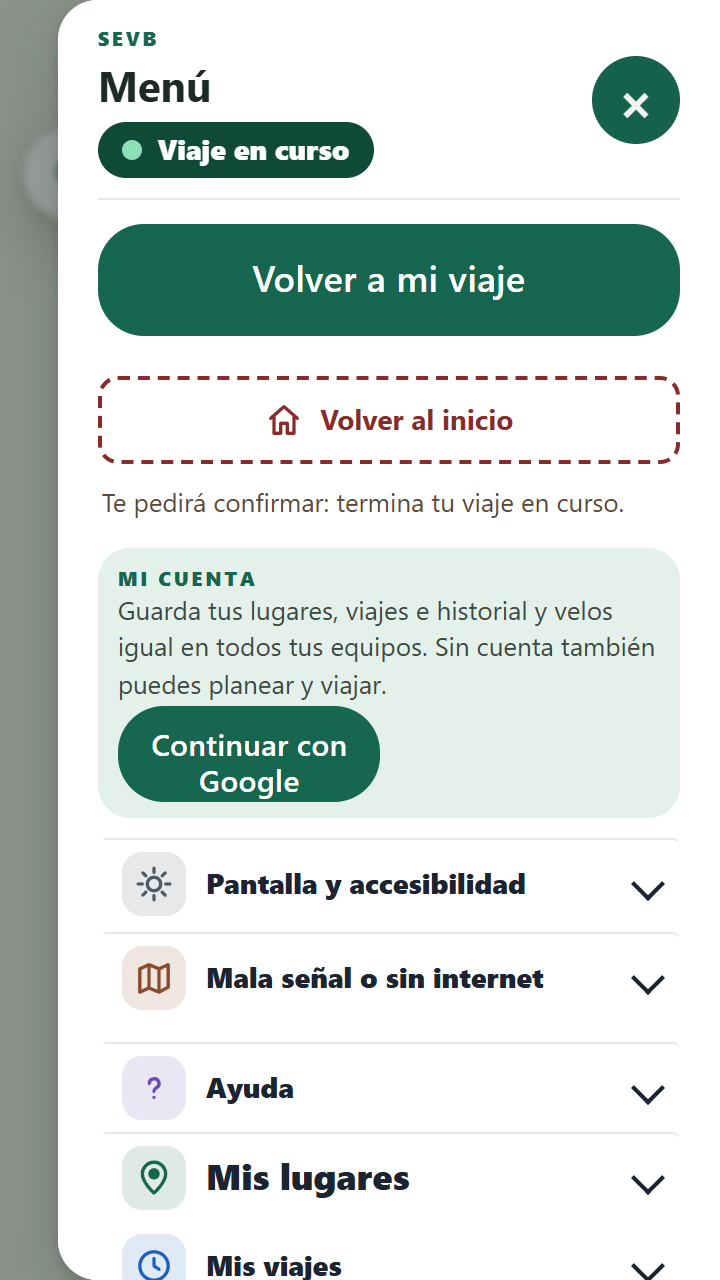 SEVB
Menú
Viaje en curso
Volver a mi viaje
Volver al inicio
Te pedirá confirmar: termina tu viaje en curso.
MI CUENTA
Guarda tus lugares, viajes e historial y velos
igual en todos tus equipos. Sin cuenta también
puedes planear y viajar.
Continuar con
Google
Pantalla y accesibilidad
Mala señal o sin internet
?
Ayuda
Mis lugares
Mis viajes